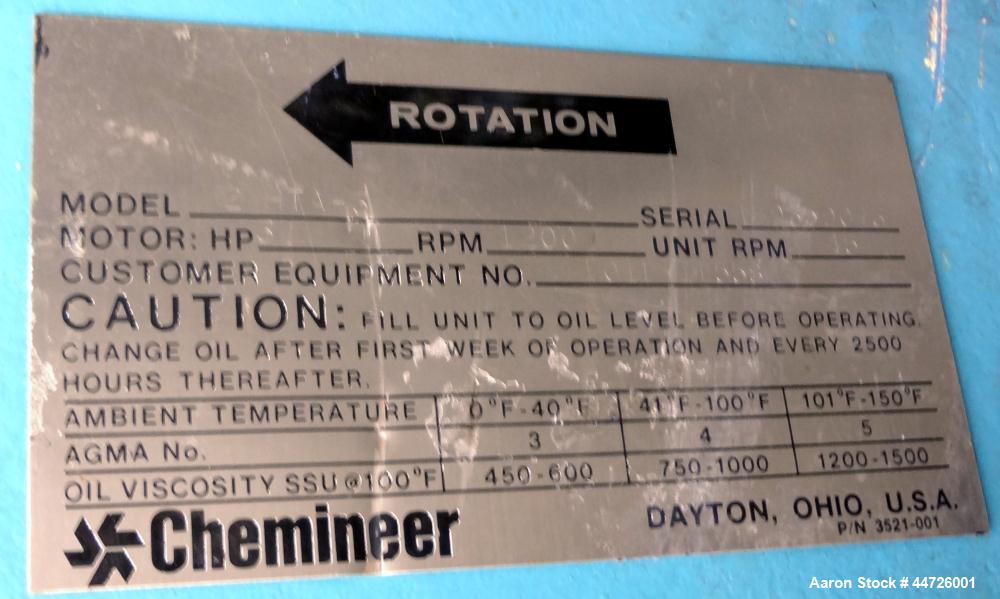 ROTATION
MODEL SERIAL
MOTOR: HP RPM UNIT RPM
CUSTOMER EQUIPMENT NO.
CAUTION: FILL UNIT TO OIL LEVEL BEFORE OPERATING.
CHANGE OIL AFTER FIRST WEEK OF OPERATION AND EVERY 2500
HOURS THEREAFTER.
AMBIENT TEMPERATURE 0°F-40°F 41°F-100°F 101°F-150°F
AGMA No. 3 4 5
OIL VISCOSITY SSU@100°F 450-600 750-1000 1200-1500
Chemineer DAYTON, OHIO, U.S.A.
P/N 3521-001
Aaron Stock # 44726001